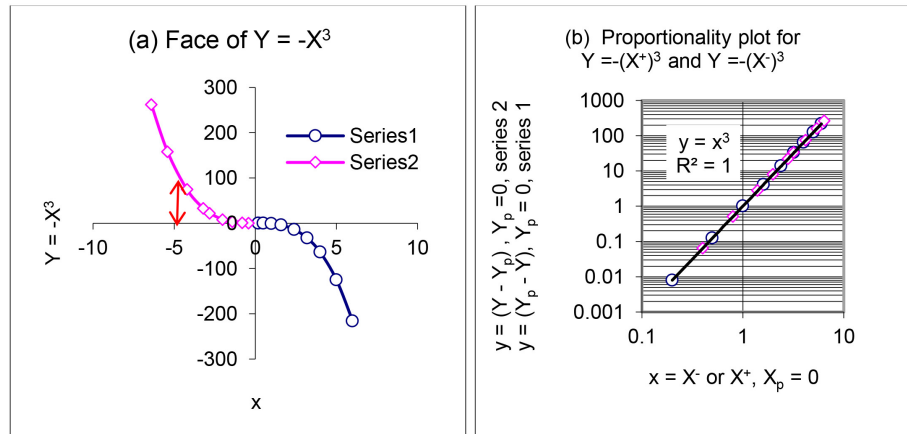 (a) Face of Y = -X³
300
200
100
0
-100
-200
-300
-10
-5
5
10
Series1
Series2
Y = -X³
x
(b) Proportionality plot for
Y =-(X⁺)³ and Y =-(X⁻)³
1000
100
10
1
0.1
0.01
0.001
0.1
1
10
y = x³
R² = 1
y = (Y - Yₚ) , Yₚ =0, series 2
y = (Yₚ - Y), Yₚ = 0, series 1
x = X⁻ or X⁺, Xₚ = 0